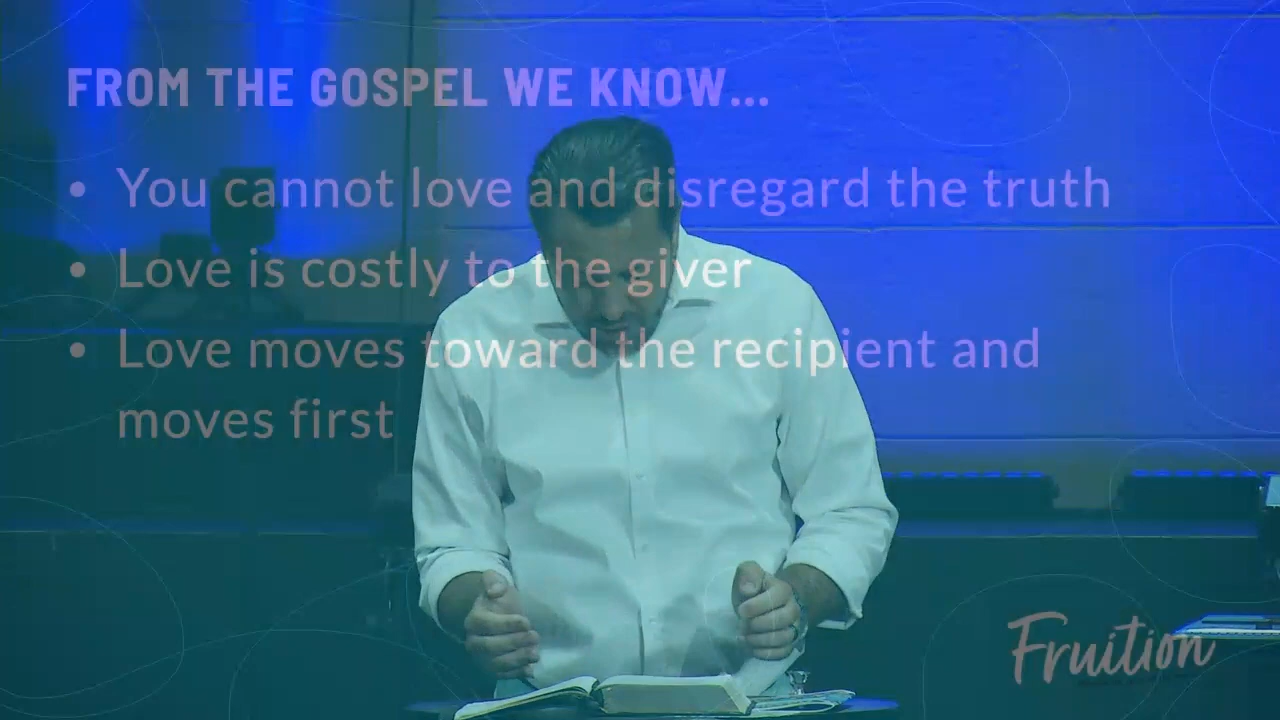 FROM THE GOSPEL WE KNOW...
• You cannot love and disregard the truth
• Love is costly to the giver
• Love moves toward the recipient and
moves first
Fruition